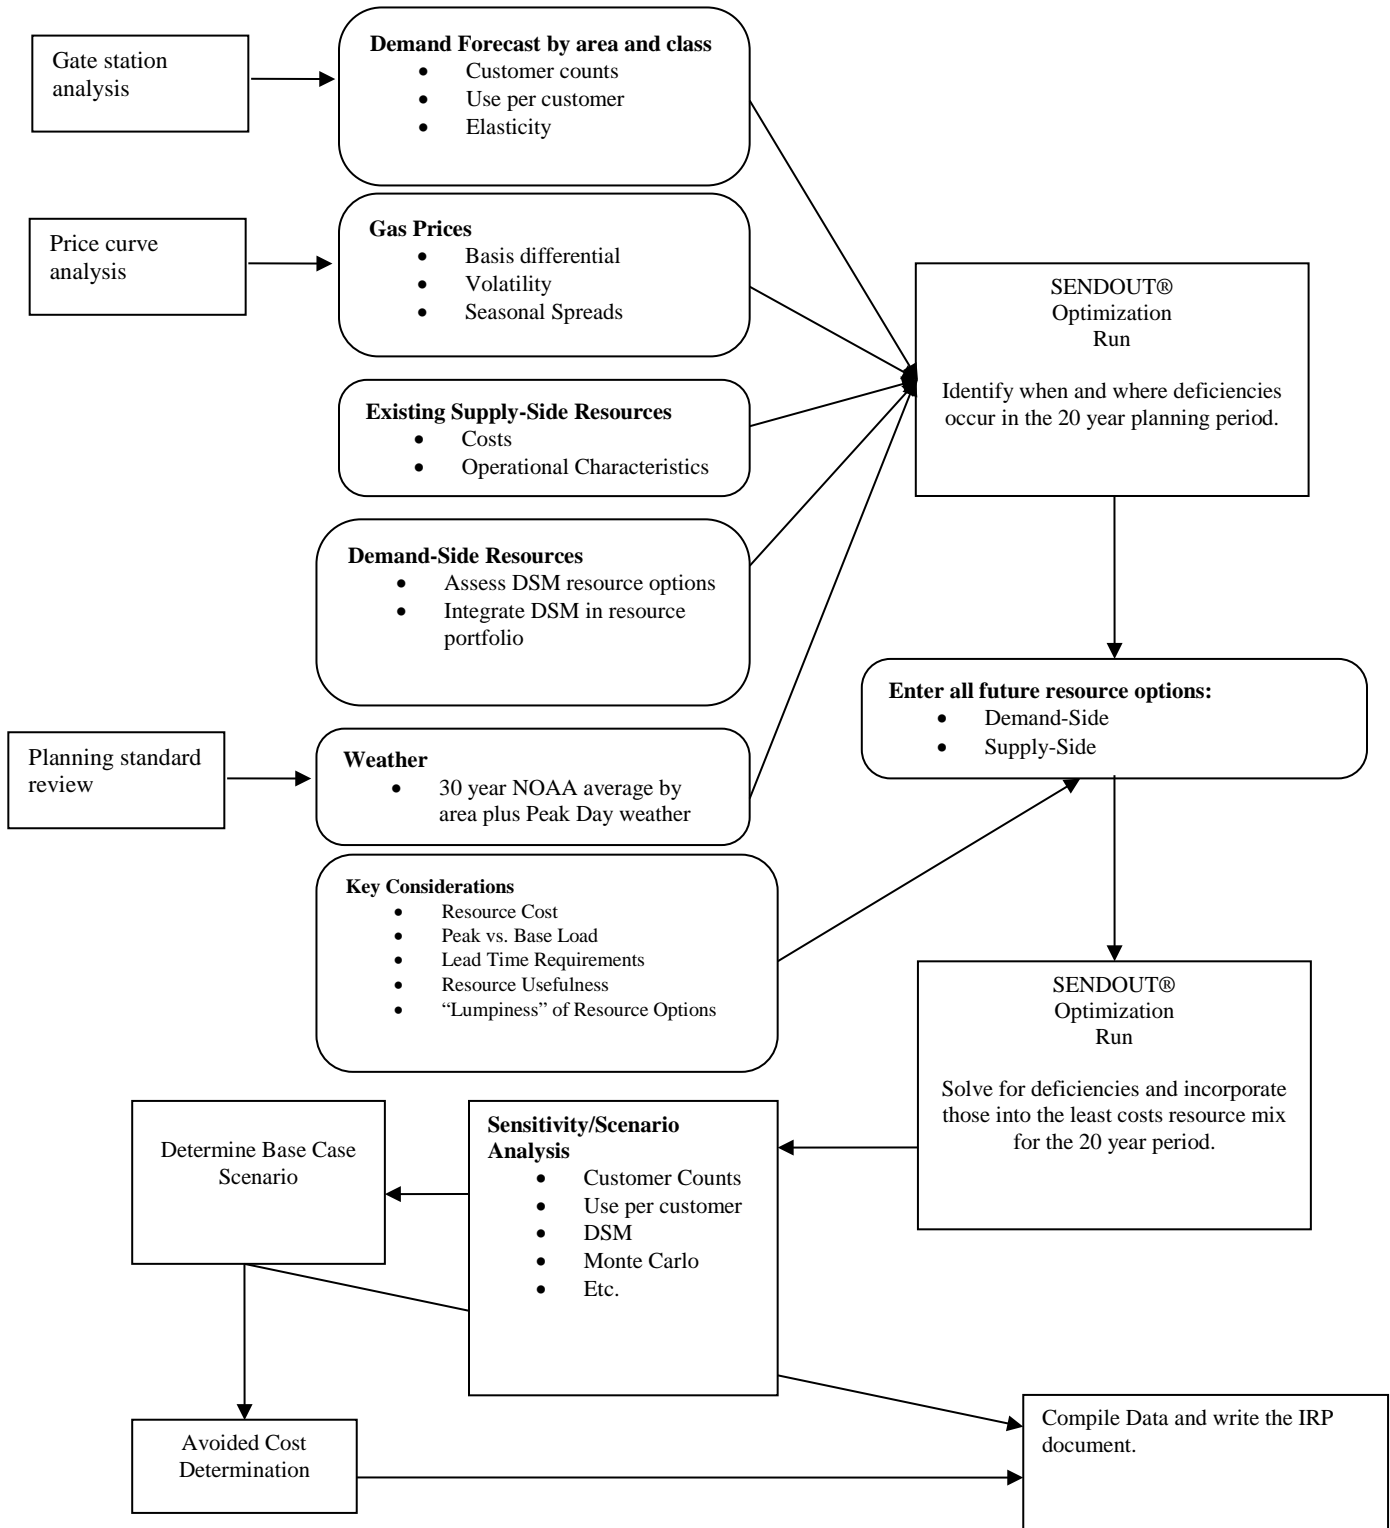 Gate station
analysis
Demand Forecast by area and class
• Customer counts
• Use per customer
• Elasticity
Price curve
analysis
Gas Prices
• Basis differential
• Volatility
• Seasonal Spreads
Existing Supply-Side Resources
• Costs
• Operational Characteristics
Demand-Side Resources
• Assess DSM resource options
• Integrate DSM in resource
portfolio
Planning standard
review
Weather
• 30 year NOAA average by
area plus Peak Day weather
Key Considerations
• Resource Cost
• Peak vs. Base Load
• Lead Time Requirements
• Resource Usefulness
• “Lumpiness” of Resource Options
SENDOUT®
Optimization
Run
Identify when and where deficiencies
occur in the 20 year planning period.
Enter all future resource options:
• Demand-Side
• Supply-Side
SENDOUT®
Optimization
Run
Solve for deficiencies and incorporate
those into the least costs resource mix
for the 20 year period.
Sensitivity/Scenario
Analysis
• Customer Counts
• Use per customer
• DSM
• Monte Carlo
• Etc.
Determine Base Case
Scenario
Avoided Cost
Determination
Compile Data and write the IRP
document.